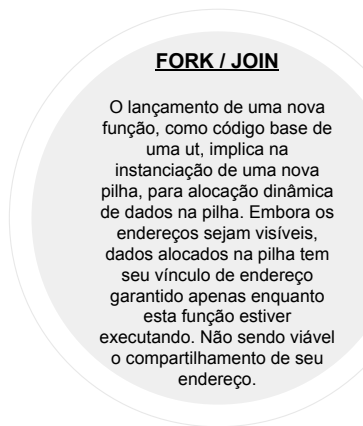 FORK / JOIN
O lançamento de uma nova
função, como código base de
uma ut, implica na
instanciação de uma nova
pilha, para alocação dinâmica
de dados na pilha. Embora os
endereços sejam visíveis,
dados alocados na pilha tem
seu vínculo de endereço
garantido apenas enquanto
esta função estiver
executando. Não sendo viável
o compartilhamento de seu
endereço.